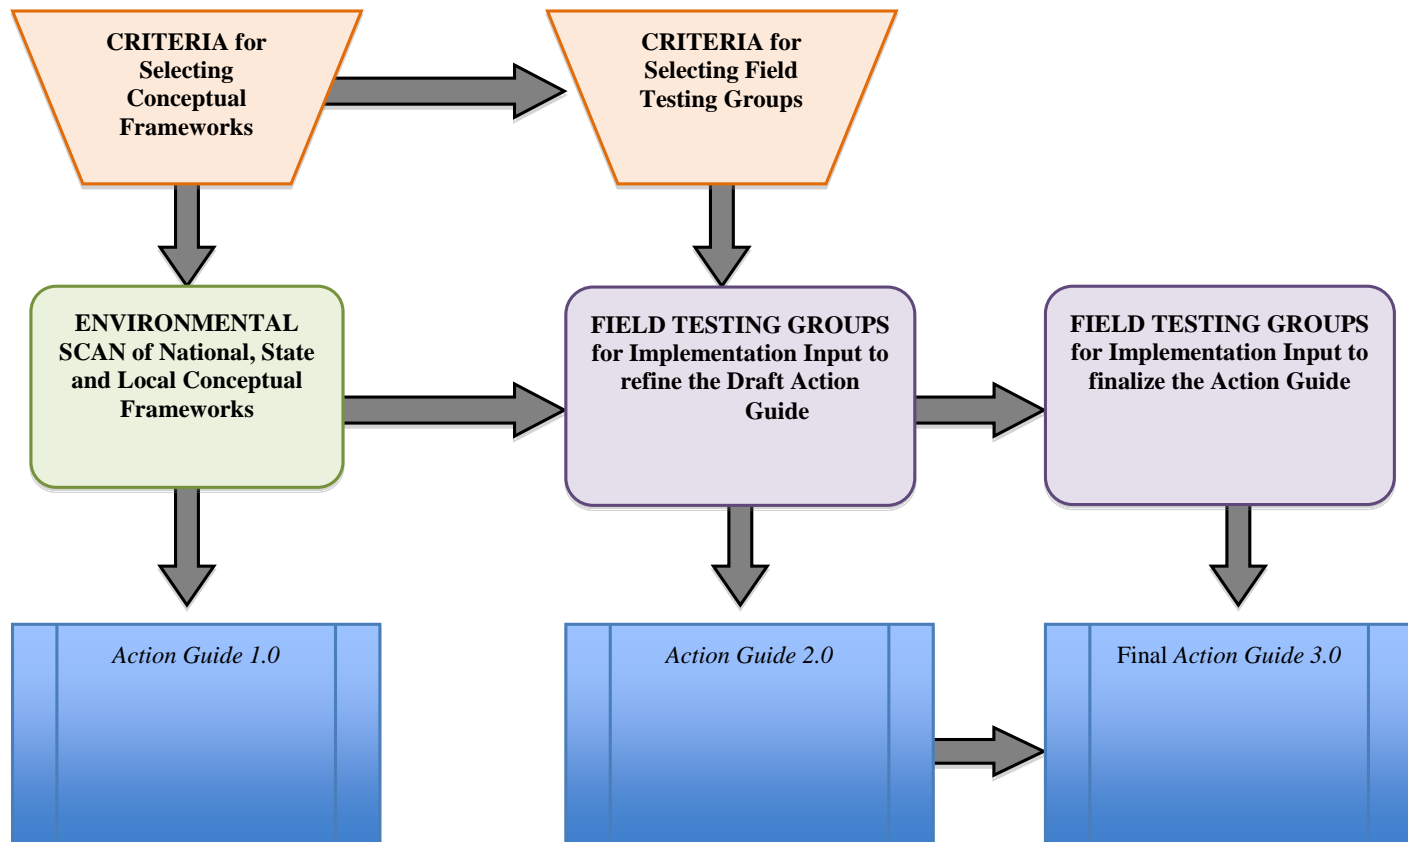 CRITERIA for
Selecting
Conceptual
Frameworks
CRITERIA for
Selecting Field
Testing Groups
ENVIRONMENTAL
SCAN of National, State
and Local Conceptual
Frameworks
FIELD TESTING GROUPS
for Implementation Input to
refine the Draft Action
Guide
FIELD TESTING GROUPS
for Implementation Input to
finalize the Action Guide
Action Guide 1.0
Action Guide 2.0
Final Action Guide 3.0